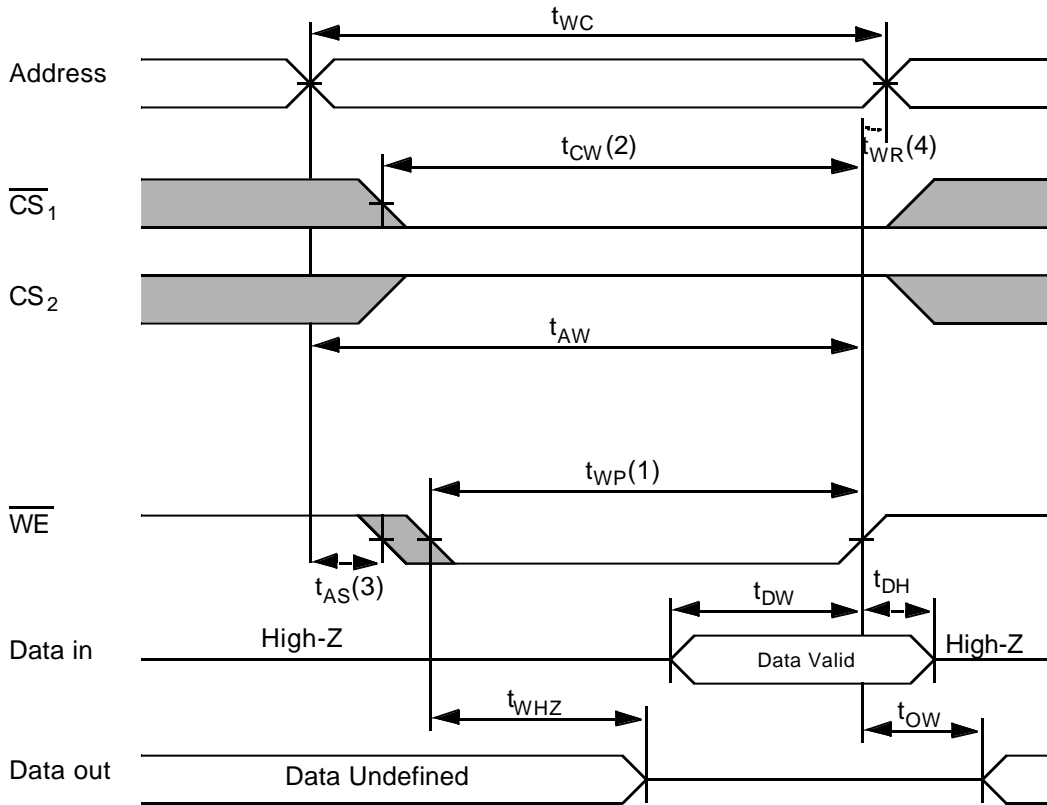 tWC
Address
tCW(2)
tWR(4)
CS1
CS2
tAW
tWP(1)
WE
tAS(3)
tDW
tDH
Data in
High-Z
Data Valid
High-Z
tWHZ
tOW
Data out
Data Undefined